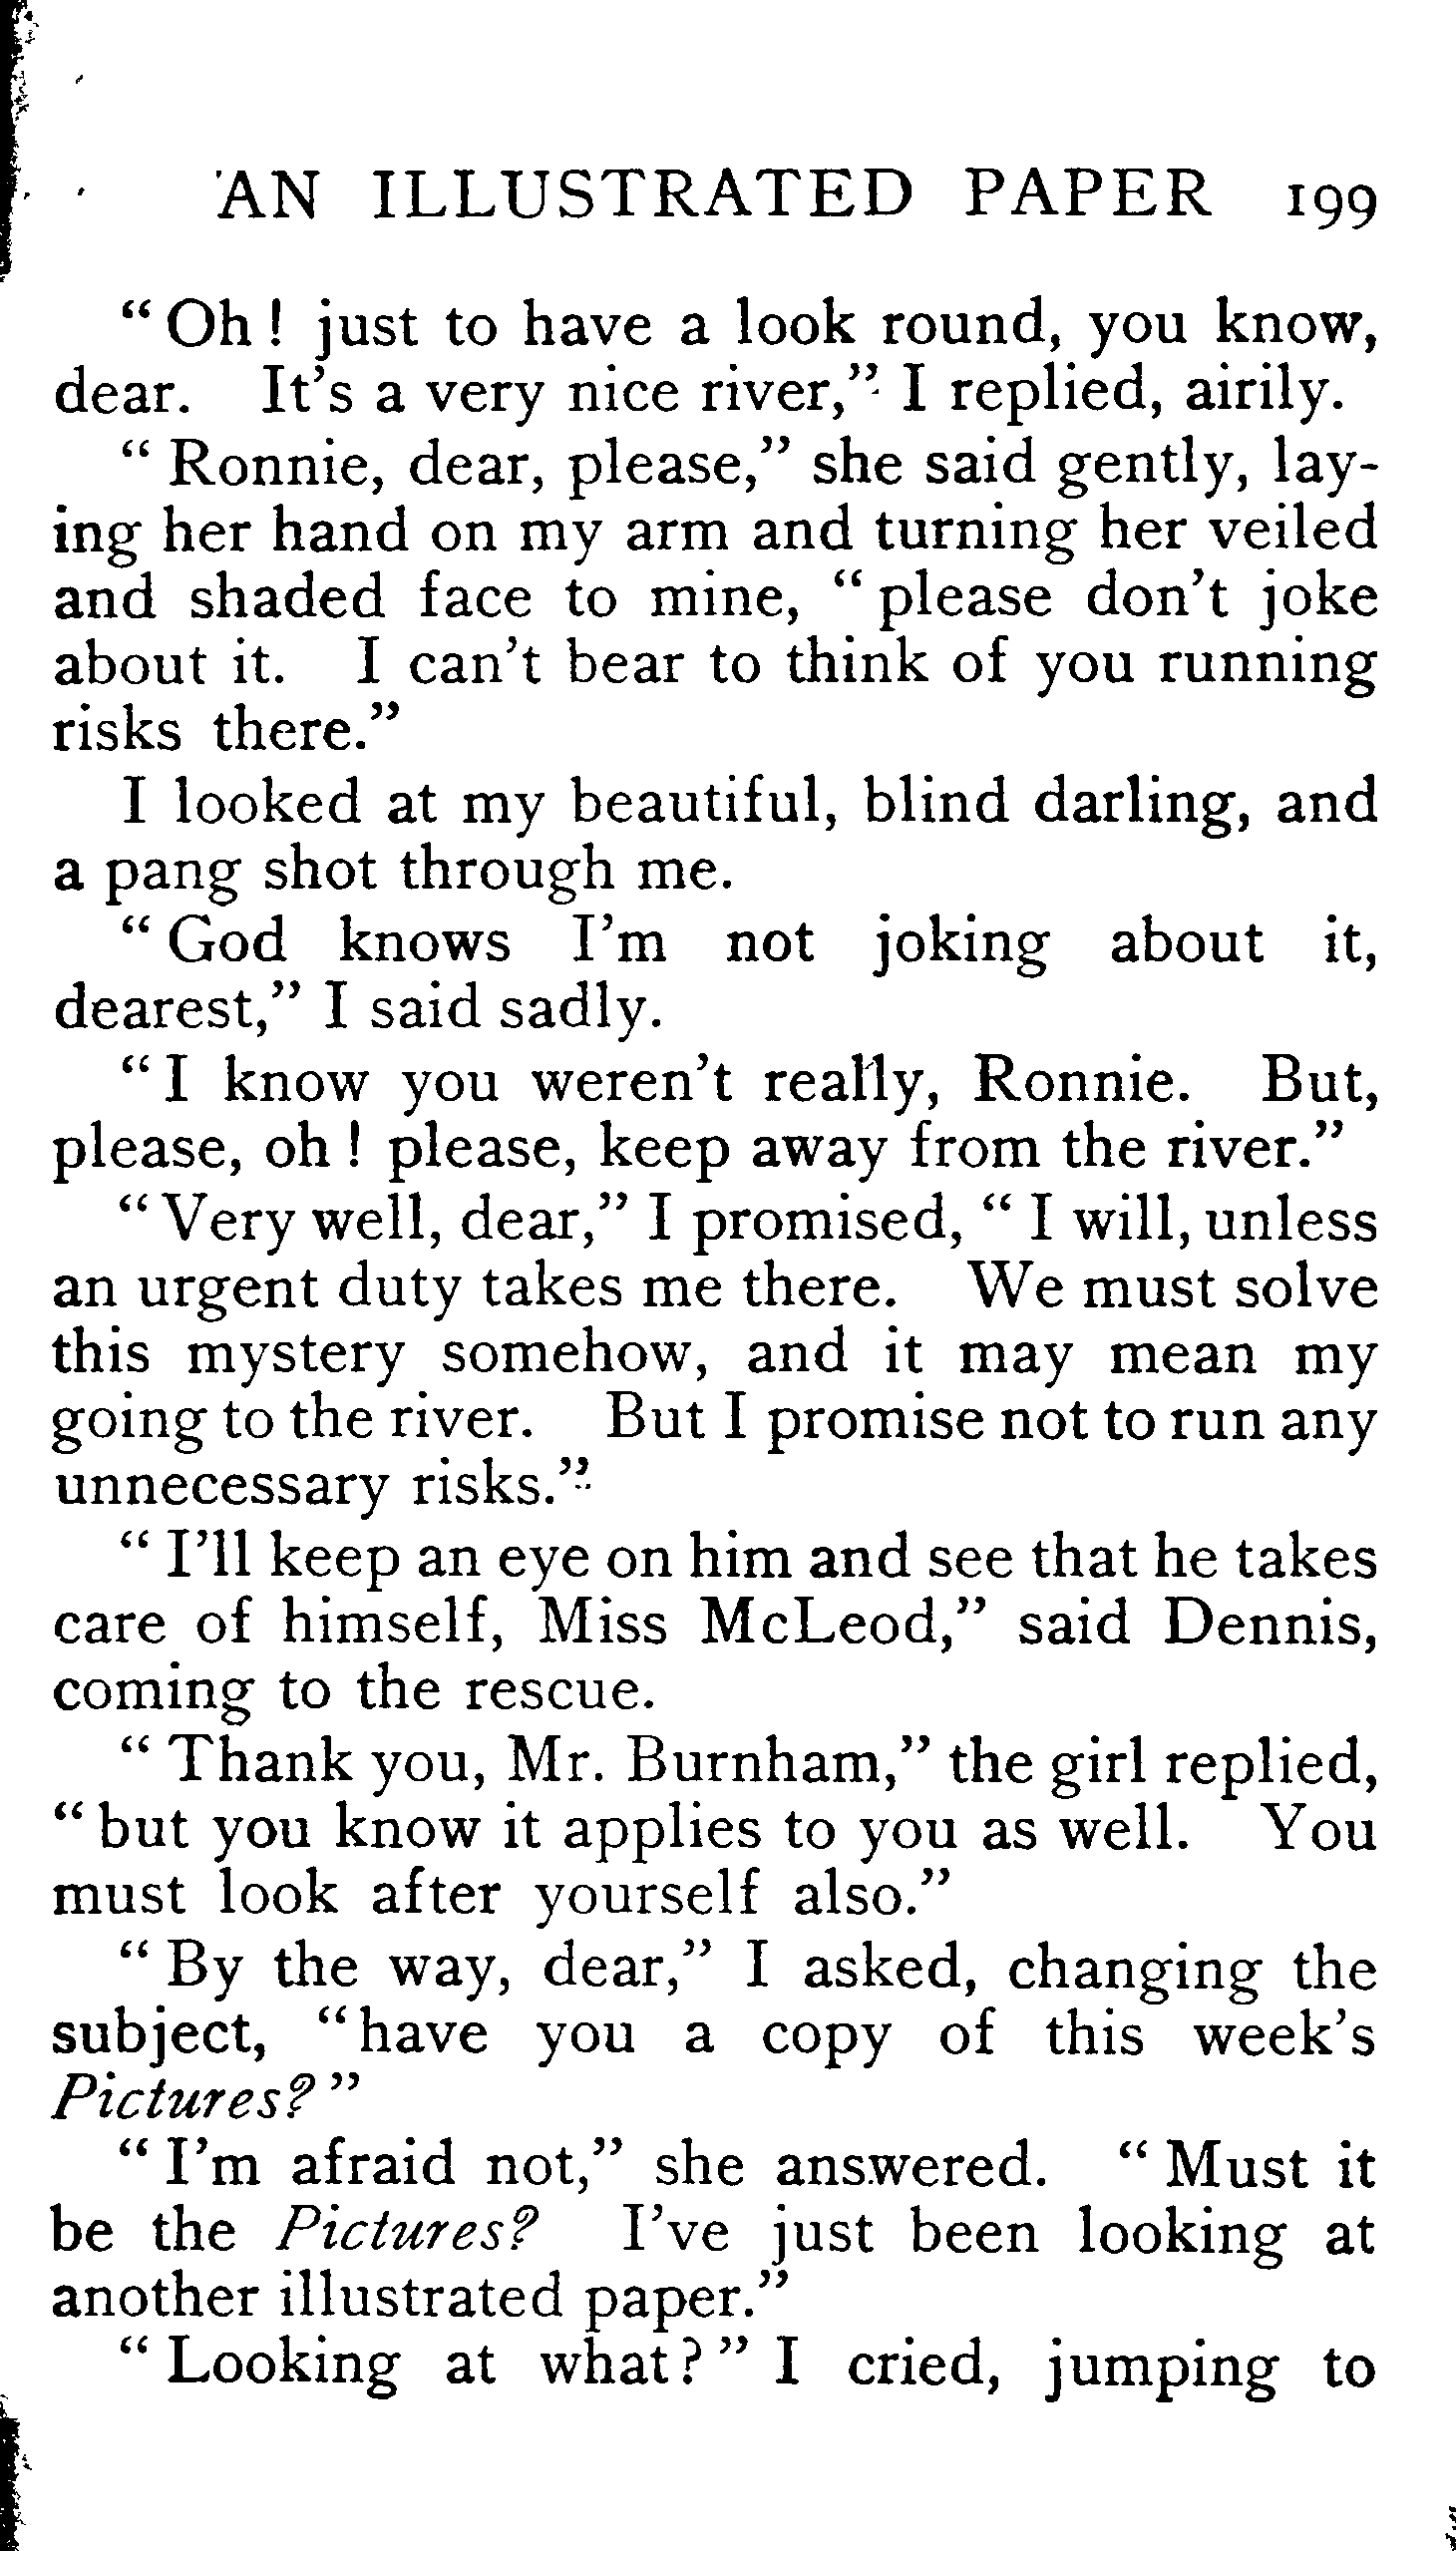 AN ILLUSTRATED PAPER 199
“Oh! just to have a look round, you know,
dear. It's a very nice river,” I replied, airily.
“Ronnie, dear, please,” she said gently, lay-
ing her hand on my arm and turning her veiled
and shaded face to mine, “please don't joke
about it. I can't bear to think of you running
risks there.”
I looked at my beautiful, blind darling, and
a pang shot through me.
“God knows I'm not joking about it,
dearest,” I said sadly.
“I know you weren't really, Ronnie. But,
please, oh! please, keep away from the river.”
“Very well, dear,” I promised, “I will, unless
an urgent duty takes me there. We must solve
this mystery somehow, and it may mean my
going to the river. But I promise not to run any
unnecessary risks.”
“I'll keep an eye on him and see that he takes
care of himself, Miss McLeod,” said Dennis,
coming to the rescue.
“Thank you, Mr. Burnham,” the girl replied,
“but you know it applies to you as well. You
must look after yourself also.”
“By the way, dear,” I asked, changing the
subject, “have you a copy of this week's
Pictures?”
“I'm afraid not,” she answered. “Must it
be the Pictures? I've just been looking at
another illustrated paper.”
“Looking at what?” I cried, jumping to